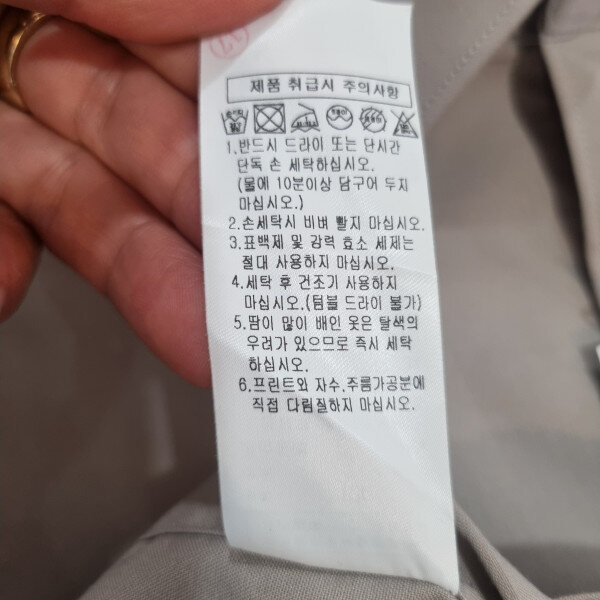 제품 취급시 주의사항
1.반드시 드라이 또는 단시간
단독 손 세탁하십시오.
(물에 10분이상 담구어 두지
마십시오.)
2.손세탁시 비벼 빨지 마십시오.
3.표백제 및 강력 효소 세제는
절대 사용하지 마십시오.
4.세탁 후 건조기 사용하지
마십시오.(텀블 드라이 불가)
5.땀이 많이 배인 옷은 탈색의
우려가 있으므로 즉시 세탁
하십시오.
6.프린트와 자수.주름가공분에
직접 다림질하지 마십시오.